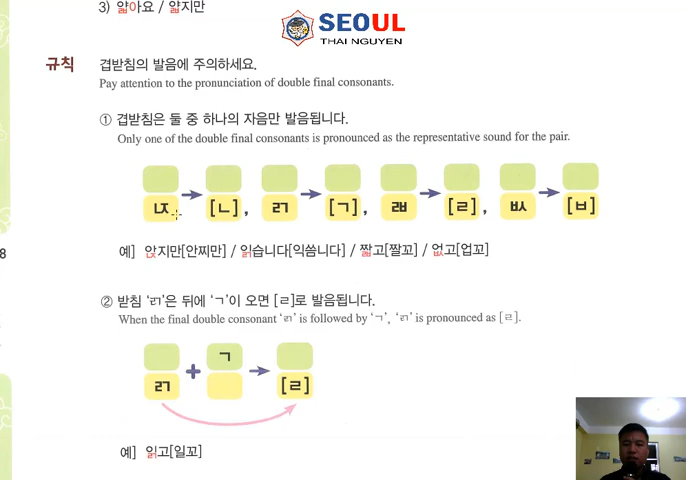 3) 얇아요 / 얇지만
SEOUL
THAI NGUYEN
규칙 겹받침의 발음에 주의하세요.
Pay attention to the pronunciation of double final consonants.
① 겹받침은 둘 중 하나의 자음만 발음됩니다.
Only one of the double final consonants is pronounced as the representative sound for the pair.
ㄵ [ㄴ], ㄺ [ㄱ], ㄼ [ㄹ], ㅄ [ㅂ]
8
예] 앉지만[안찌만] / 읽습니다[익씁니다] / 짧고[짤꼬] / 없고[업꼬]
② 받침 ‘ㄺ’은 뒤에 ‘ㄱ’이 오면 [ㄹ]로 발음됩니다.
When the final double consonant ‘ㄺ’ is followed by ‘ㄱ’, ‘ㄺ’ is pronounced as [ㄹ].
ㄱ
ㄺ + [ㄹ]
예] 읽고[일꼬]